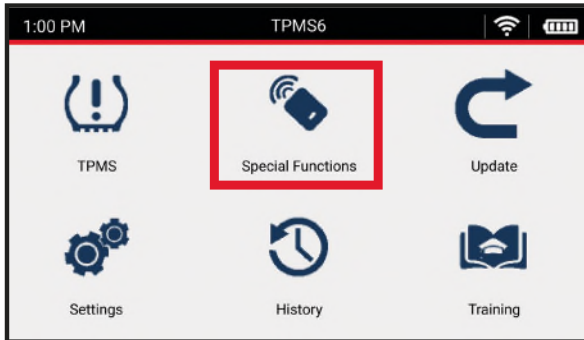 1:00 PM TPMS6
TPMS Special Functions Update
Settings History Training